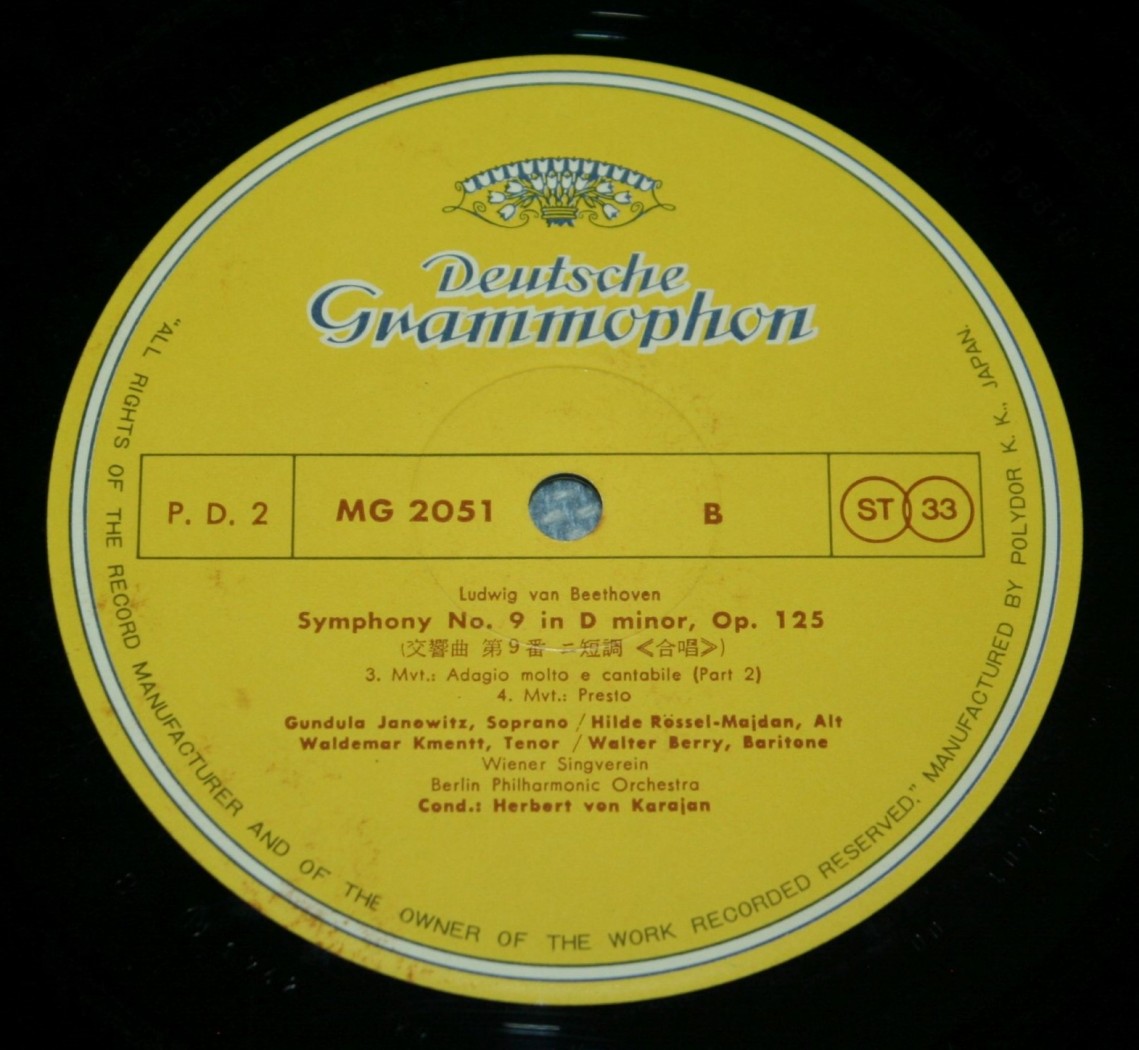 Deutsche
Grammophon
P. D. 2
MG 2051
B
ST 33
Ludwig van Beethoven
Symphony No. 9 in D minor, Op. 125
(交響曲 第9番 ニ短調 《合唱》)
3. Mvt.: Adagio molto e cantabile (Part 2)
4. Mvt.: Presto
Gundula Janowitz, Soprano / Hilde Rössel-Majdan, Alt
Waldemar Kmentt, Tenor / Walter Berry, Baritone
Wiener Singverein
Berlin Philharmonic Orchestra
Cond.: Herbert von Karajan
"ALL RIGHTS OF THE RECORD MANUFACTURER AND OF THE OWNER OF THE WORK RECORDED RESERVED." MANUFACTURED BY POLYDOR K. K., JAPAN.